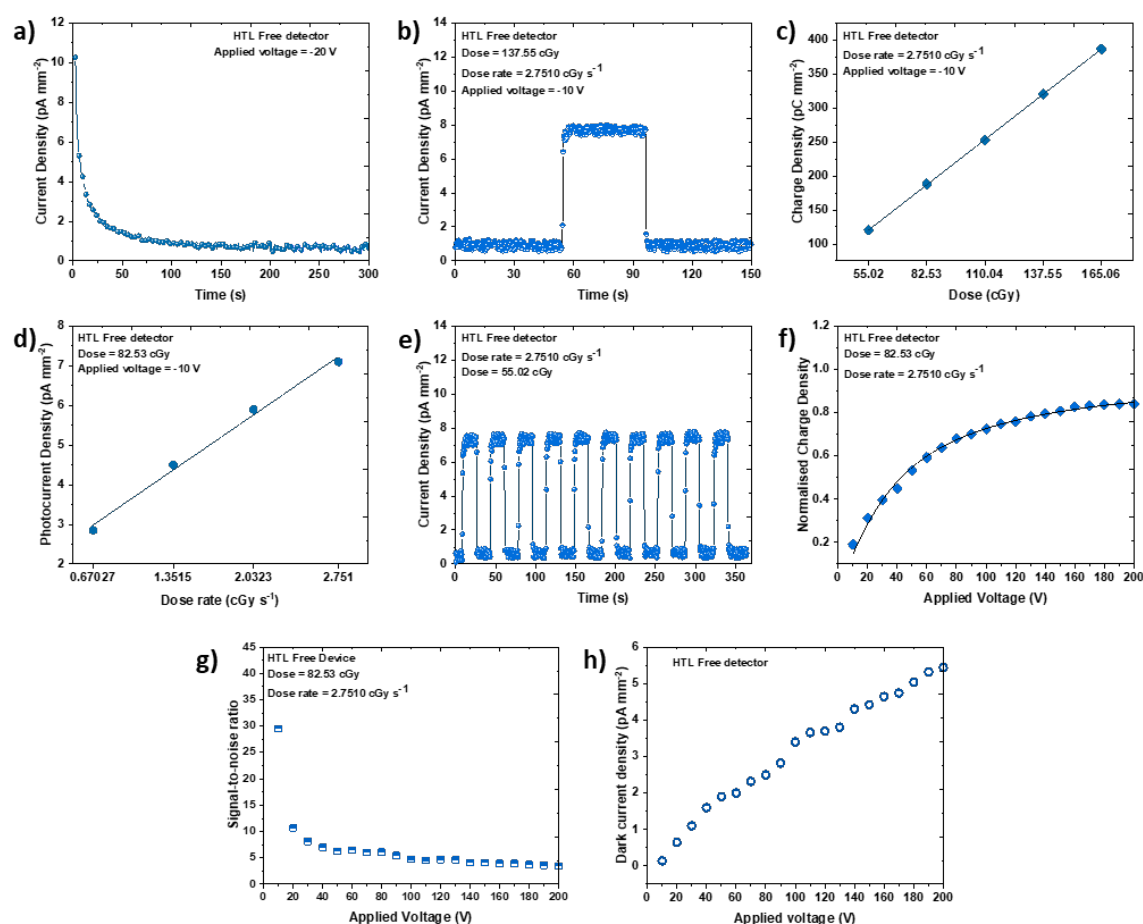 a)
HTL Free detector
Applied voltage = -20 V
12
10
8
6
4
2
0
0 50 100 150 200 250 300
Current Density (pA mm⁻²)
Time (s)
b)
HTL Free detector
Dose = 137.55 cGy
Dose rate = 2.7510 cGy s⁻¹
Applied voltage = -10 V
14
12
10
8
6
4
2
0
0 30 60 90 120 150
Current Density (pA mm⁻²)
Time (s)
c)
HTL Free detector
Dose rate = 2.7510 cGy s⁻¹
Applied voltage = -10 V
400
350
300
250
200
150
100
55.02 82.53 110.04 137.55 165.06
Charge Density (pC mm⁻²)
Dose (cGy)
d)
HTL Free detector
Dose = 82.53 cGy
Applied voltage = -10 V
8
7
6
5
4
3
2
0.67027 1.3515 2.0323 2.751
Photocurrent Density (pA mm⁻²)
Dose rate (cGy s⁻¹)
e)
HTL Free detector
Dose rate = 2.7510 cGy s⁻¹
Dose = 55.02 cGy
14
12
10
8
6
4
2
0
0 50 100 150 200 250 300 350
Current Density (pA mm⁻²)
Time (s)
f)
HTL Free detector
Dose = 82.53 cGy
Dose rate = 2.7510 cGy s⁻¹
1.2
1.0
0.8
0.6
0.4
0.2
0 20 40 60 80 100 120 140 160 180 200
Normalised Charge Density
Applied Voltage (V)
g)
HTL Free Device
Dose = 82.53 cGy
Dose rate = 2.7510 cGy s⁻¹
45
40
35
30
25
20
15
10
5
0
0 20 40 60 80 100 120 140 160 180 200
Signal-to-noise ratio
Applied Voltage (V)
h)
HTL Free detector
6
5
4
3
2
1
0
0 20 40 60 80 100 120 140 160 180 200
Dark current density (pA mm⁻²)
Applied voltage (V)